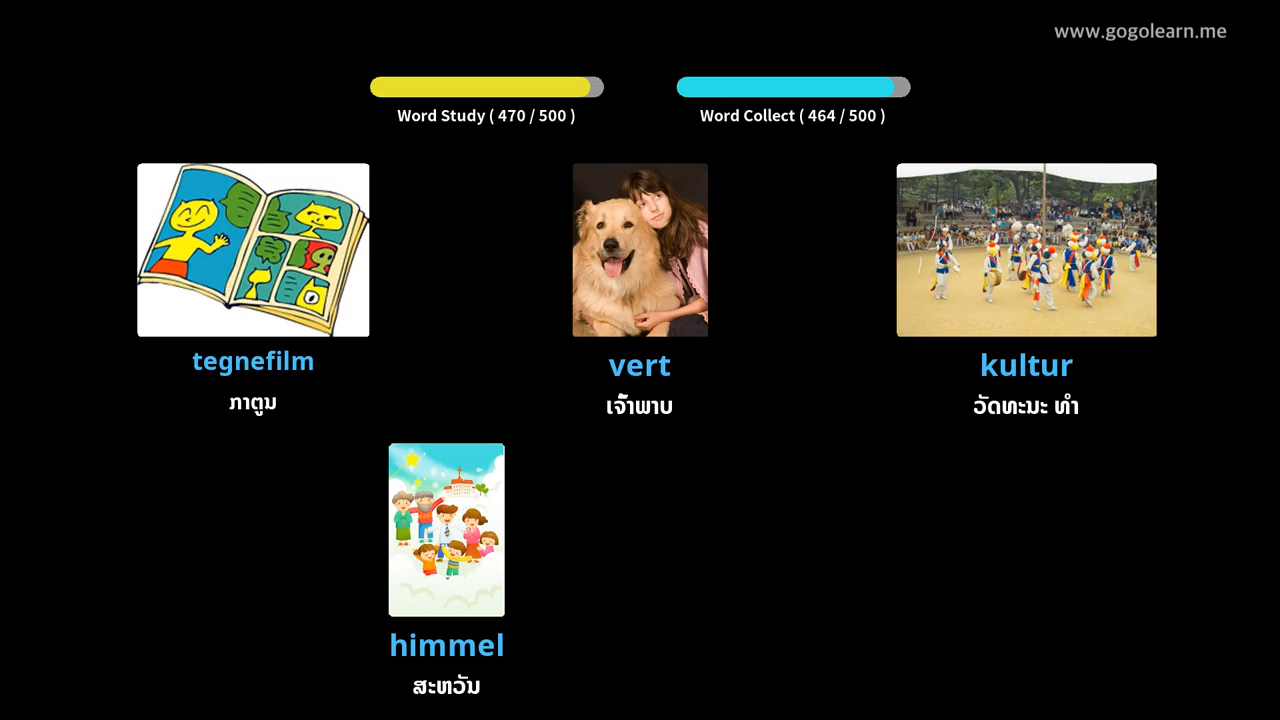 www.gogolearn.me
Word Study ( 470 / 500 )
Word Collect ( 464 / 500 )
tegnefilm
ກາຕູນ
vert
ເຈົ້າພາບ
kultur
ວັດທະນະ ທໍາ
himmel
ສະຫວັນ